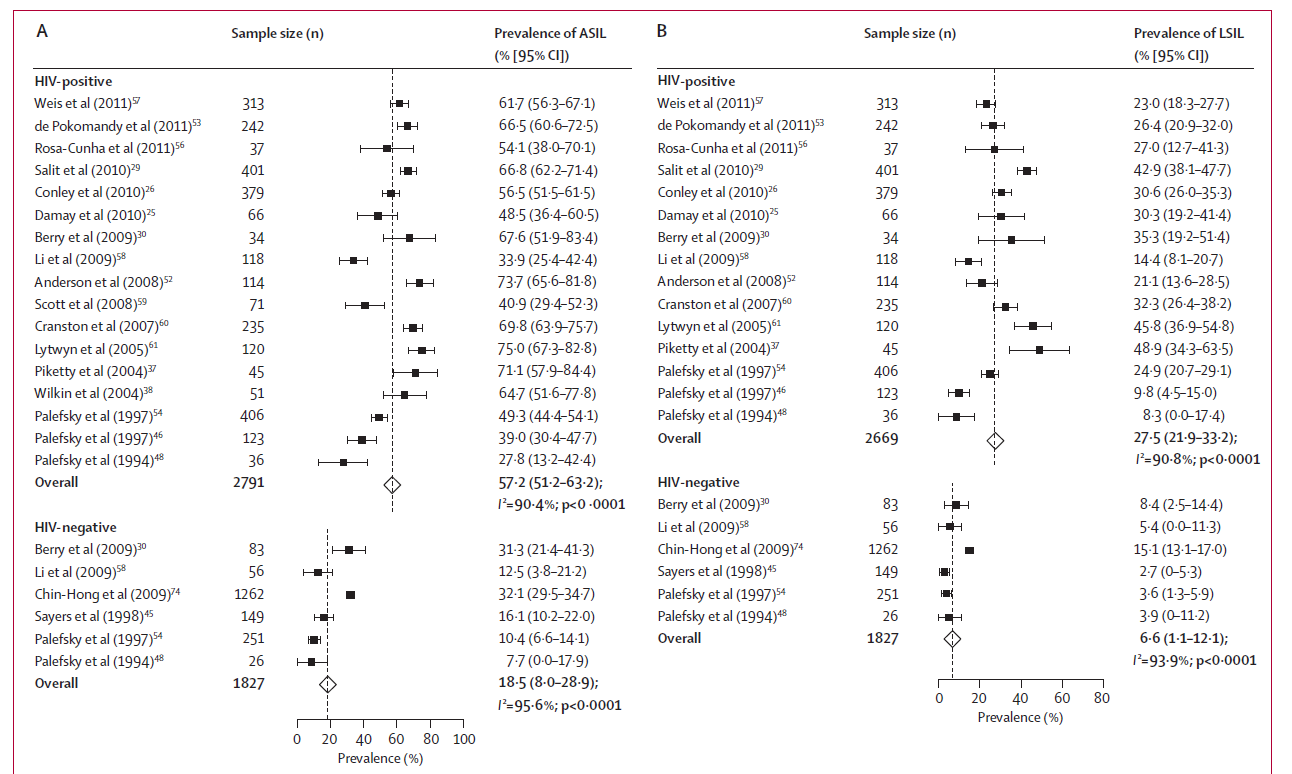 A Sample size (n) Prevalence of ASIL
(% [95% CI])
HIV-positive
Weis et al (2011)⁵⁷ 313 61·7 (56·3–67·1)
de Pokomandy et al (2011)⁵³ 242 66·5 (60·6–72·5)
Rosa-Cunha et al (2011)⁵⁶ 37 54·1 (38·0–70·1)
Salit et al (2010)²⁹ 401 66·8 (62·2–71·4)
Conley et al (2010)²⁶ 379 56·5 (51·5–61·5)
Damay et al (2010)²⁵ 66 48·5 (36·4–60·5)
Berry et al (2009)³⁰ 34 67·6 (51·9–83·4)
Li et al (2009)⁵⁸ 118 33·9 (25·4–42·4)
Anderson et al (2008)⁵² 114 73·7 (65·6–81·8)
Scott et al (2008)⁵⁹ 71 40·9 (29·4–52·3)
Cranston et al (2007)⁶⁰ 235 69·8 (63·9–75·7)
Lytwyn et al (2005)⁶¹ 120 75·0 (67·3–82·8)
Piketty et al (2004)³⁷ 45 71·1 (57·9–84·4)
Wilkin et al (2004)³⁸ 51 64·7 (51·6–77·8)
Palefsky et al (1997)⁵⁴ 406 49·3 (44·4–54·1)
Palefsky et al (1997)⁴⁶ 123 39·0 (30·4–47·7)
Palefsky et al (1994)⁴⁸ 36 27·8 (13·2–42·4)
Overall 2791 57·2 (51·2–63·2);
I²=90·4%; p<0·0001
HIV-negative
Berry et al (2009)³⁰ 83 31·3 (21·4–41·3)
Li et al (2009)⁵⁸ 56 12·5 (3·8–21·2)
Chin-Hong et al (2009)⁷⁴ 1262 32·1 (29·5–34·7)
Sayers et al (1998)⁴⁵ 149 16·1 (10·2–22·0)
Palefsky et al (1997)⁵⁴ 251 10·4 (6·6–14·1)
Palefsky et al (1994)⁴⁸ 26 7·7 (0·0–17·9)
Overall 1827 18·5 (8·0–28·9);
I²=95·6%; p<0·0001
0 20 40 60 80 100
Prevalence (%)
B Sample size (n) Prevalence of LSIL
(% [95% CI])
HIV-positive
Weis et al (2011)⁵⁷ 313 23·0 (18·3–27·7)
de Pokomandy et al (2011)⁵³ 242 26·4 (20·9–32·0)
Rosa-Cunha et al (2011)⁵⁶ 37 27·0 (12·7–41·3)
Salit et al (2010)²⁹ 401 42·9 (38·1–47·7)
Conley et al (2010)²⁶ 379 30·6 (26·0–35·3)
Damay et al (2010)²⁵ 66 30·3 (19·2–41·4)
Berry et al (2009)³⁰ 34 35·3 (19·2–51·4)
Li et al (2009)⁵⁸ 118 14·4 (8·1–20·7)
Anderson et al (2008)⁵² 114 21·1 (13·6–28·5)
Cranston et al (2007)⁶⁰ 235 32·3 (26·4–38·2)
Lytwyn et al (2005)⁶¹ 120 45·8 (36·9–54·8)
Piketty et al (2004)³⁷ 45 48·9 (34·3–63·5)
Palefsky et al (1997)⁵⁴ 406 24·9 (20·7–29·1)
Palefsky et al (1997)⁴⁶ 123 9·8 (4·5–15·0)
Palefsky et al (1994)⁴⁸ 36 8·3 (0·0–17·4)
Overall 2669 27·5 (21·9–33·2);
I²=90·8%; p<0·0001
HIV-negative
Berry et al (2009)³⁰ 83 8·4 (2·5–14·4)
Li et al (2009)⁵⁸ 56 5·4 (0·0–11·3)
Chin-Hong et al (2009)⁷⁴ 1262 15·1 (13·1–17·0)
Sayers et al (1998)⁴⁵ 149 2·7 (0–5·3)
Palefsky et al (1997)⁵⁴ 251 3·6 (1·3–5·9)
Palefsky et al (1994)⁴⁸ 26 3·9 (0–11·2)
Overall 1827 6·6 (1·1–12·1);
I²=93·9%; p<0·0001
0 20 40 60 80
Prevalence (%)